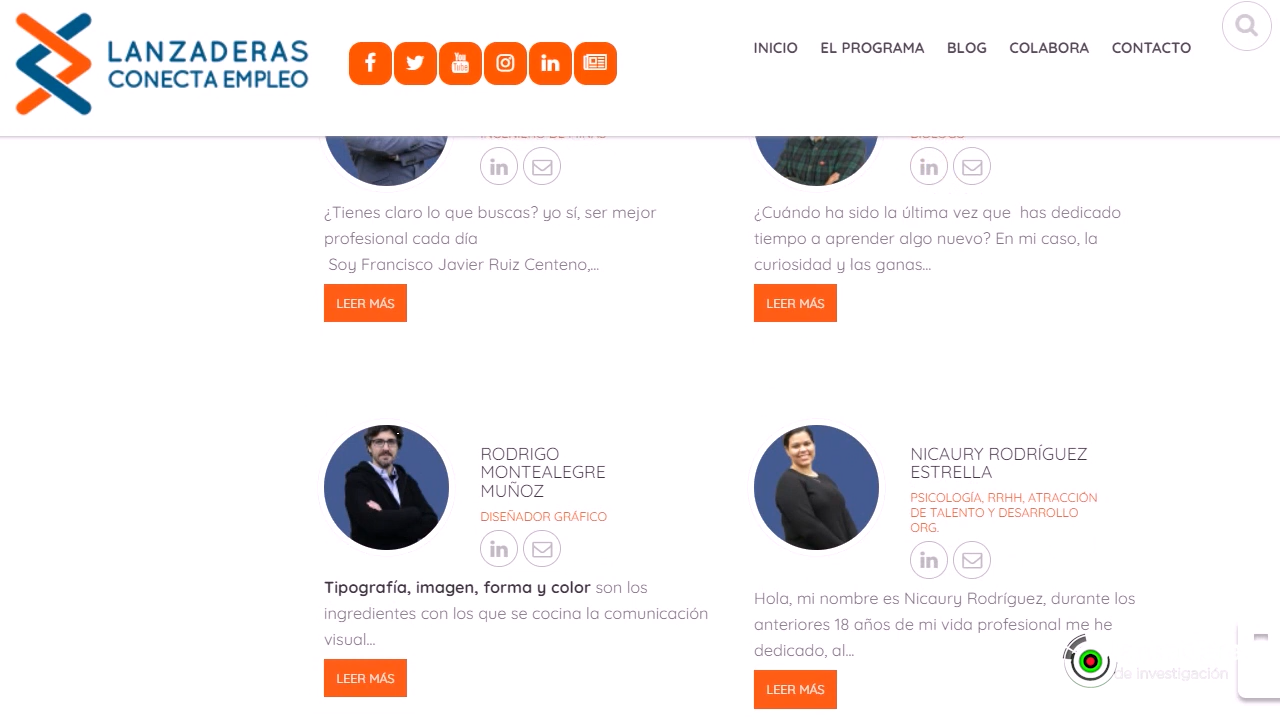 LANZADERAS
CONECTA EMPLEO
INICIO EL PROGRAMA BLOG COLABORA CONTACTO
INGENIERO DE MINAS
BIÓLOGO
¿Tienes claro lo que buscas? yo sí, ser mejor
profesional cada día
Soy Francisco Javier Ruiz Centeno,...
LEER MÁS
¿Cuándo ha sido la última vez que has dedicado
tiempo a aprender algo nuevo? En mi caso, la
curiosidad y las ganas...
LEER MÁS
RODRIGO
MONTEALEGRE
MUÑOZ
DISEÑADOR GRÁFICO
Tipografía, imagen, forma y color son los
ingredientes con los que se cocina la comunicación
visual...
LEER MÁS
NICAURY RODRÍGUEZ
ESTRELLA
PSICOLOGÍA, RRHH, ATRACCIÓN
DE TALENTO Y DESARROLLO
ORG.
Hola, mi nombre es Nicaury Rodríguez, durante los
anteriores 18 años de mi vida profesional me he
dedicado, al...
LEER MÁS
de investigación